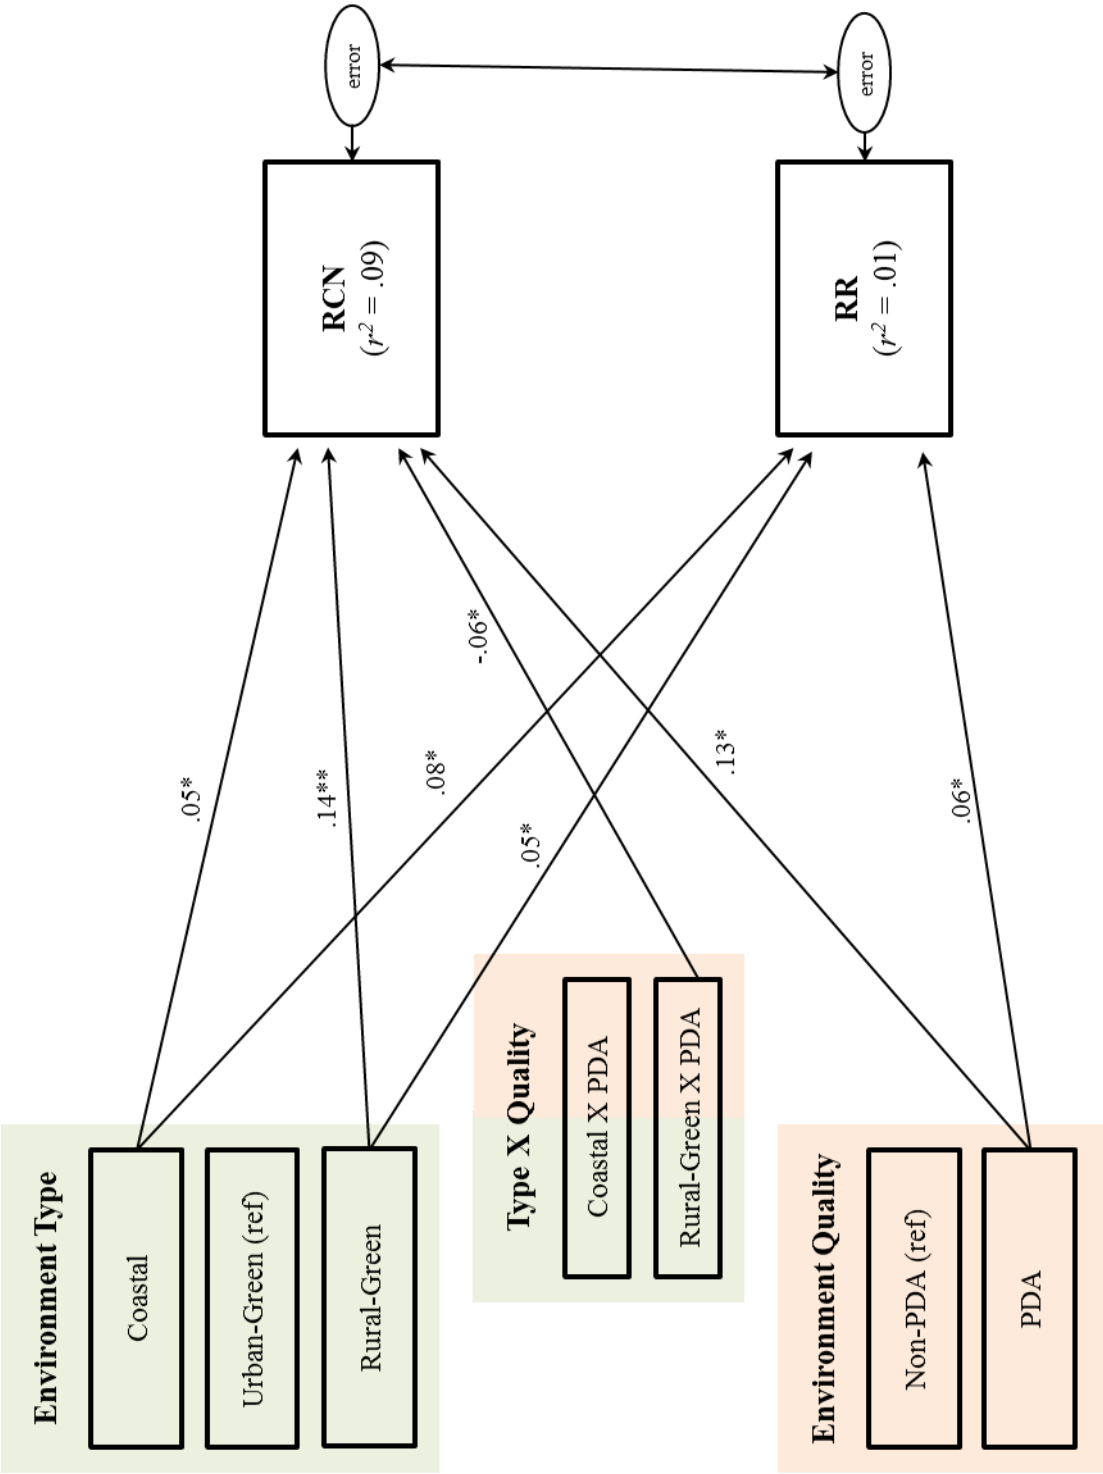 Environment Type
Coastal
Urban-Green (ref)
Rural-Green
Type X Quality
Coastal X PDA
Rural-Green X PDA
Environment Quality
Non-PDA (ref)
PDA
.05*
.14**
.08*
.05*
-.06*
.13*
.06*
RCN
(r² = .09)
error
RR
(r² = .01)
error